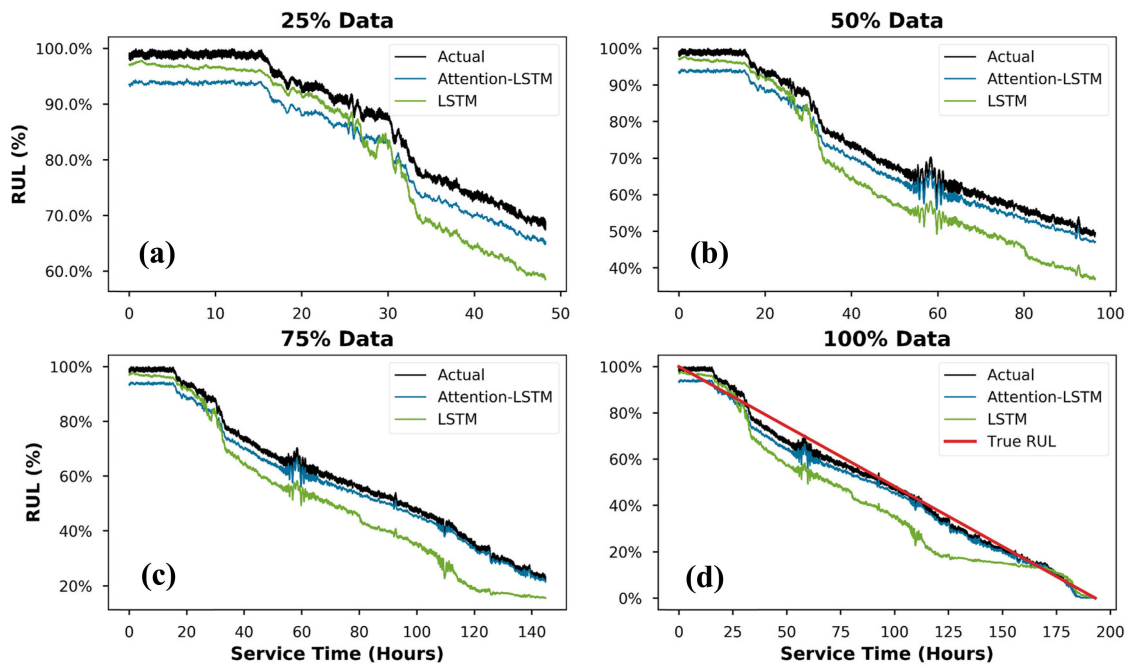 25% Data
100.0%
90.0%
80.0%
70.0%
60.0%
RUL (%)
Actual
Attention-LSTM
LSTM
(a)
0 10 20 30 40 50
50% Data
100%
90%
80%
70%
60%
50%
40%
Actual
Attention-LSTM
LSTM
(b)
0 20 40 60 80 100
75% Data
100%
80%
60%
40%
20%
RUL (%)
Actual
Attention-LSTM
LSTM
(c)
0 20 40 60 80 100 120 140
Service Time (Hours)
100% Data
100%
80%
60%
40%
20%
0%
Actual
Attention-LSTM
LSTM
True RUL
(d)
0 25 50 75 100 125 150 175 200
Service Time (Hours)